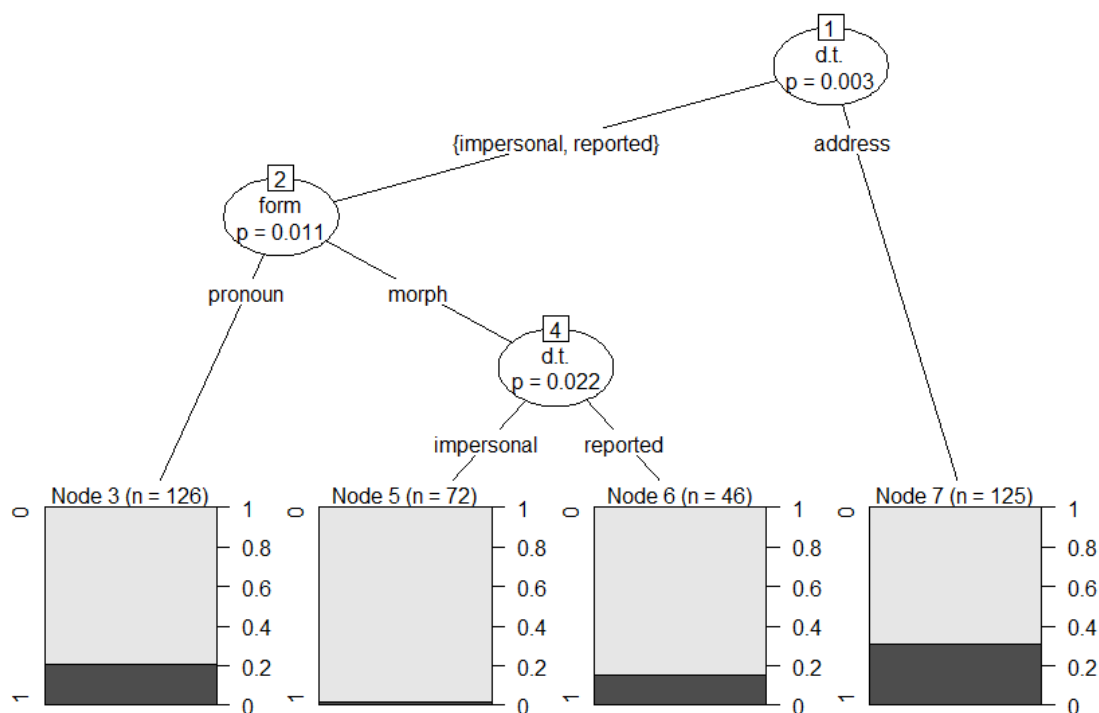 1
d.t.
p = 0.003
{impersonal, reported}
address
2
form
p = 0.011
pronoun
morph
4
d.t.
p = 0.022
impersonal
reported
Node 3 (n = 126)
0
1
1
0.8
0.6
0.4
0.2
0
Node 5 (n = 72)
0
1
1
0.8
0.6
0.4
0.2
0
Node 6 (n = 46)
0
1
1
0.8
0.6
0.4
0.2
0
Node 7 (n = 125)
0
1
1
0.8
0.6
0.4
0.2
0